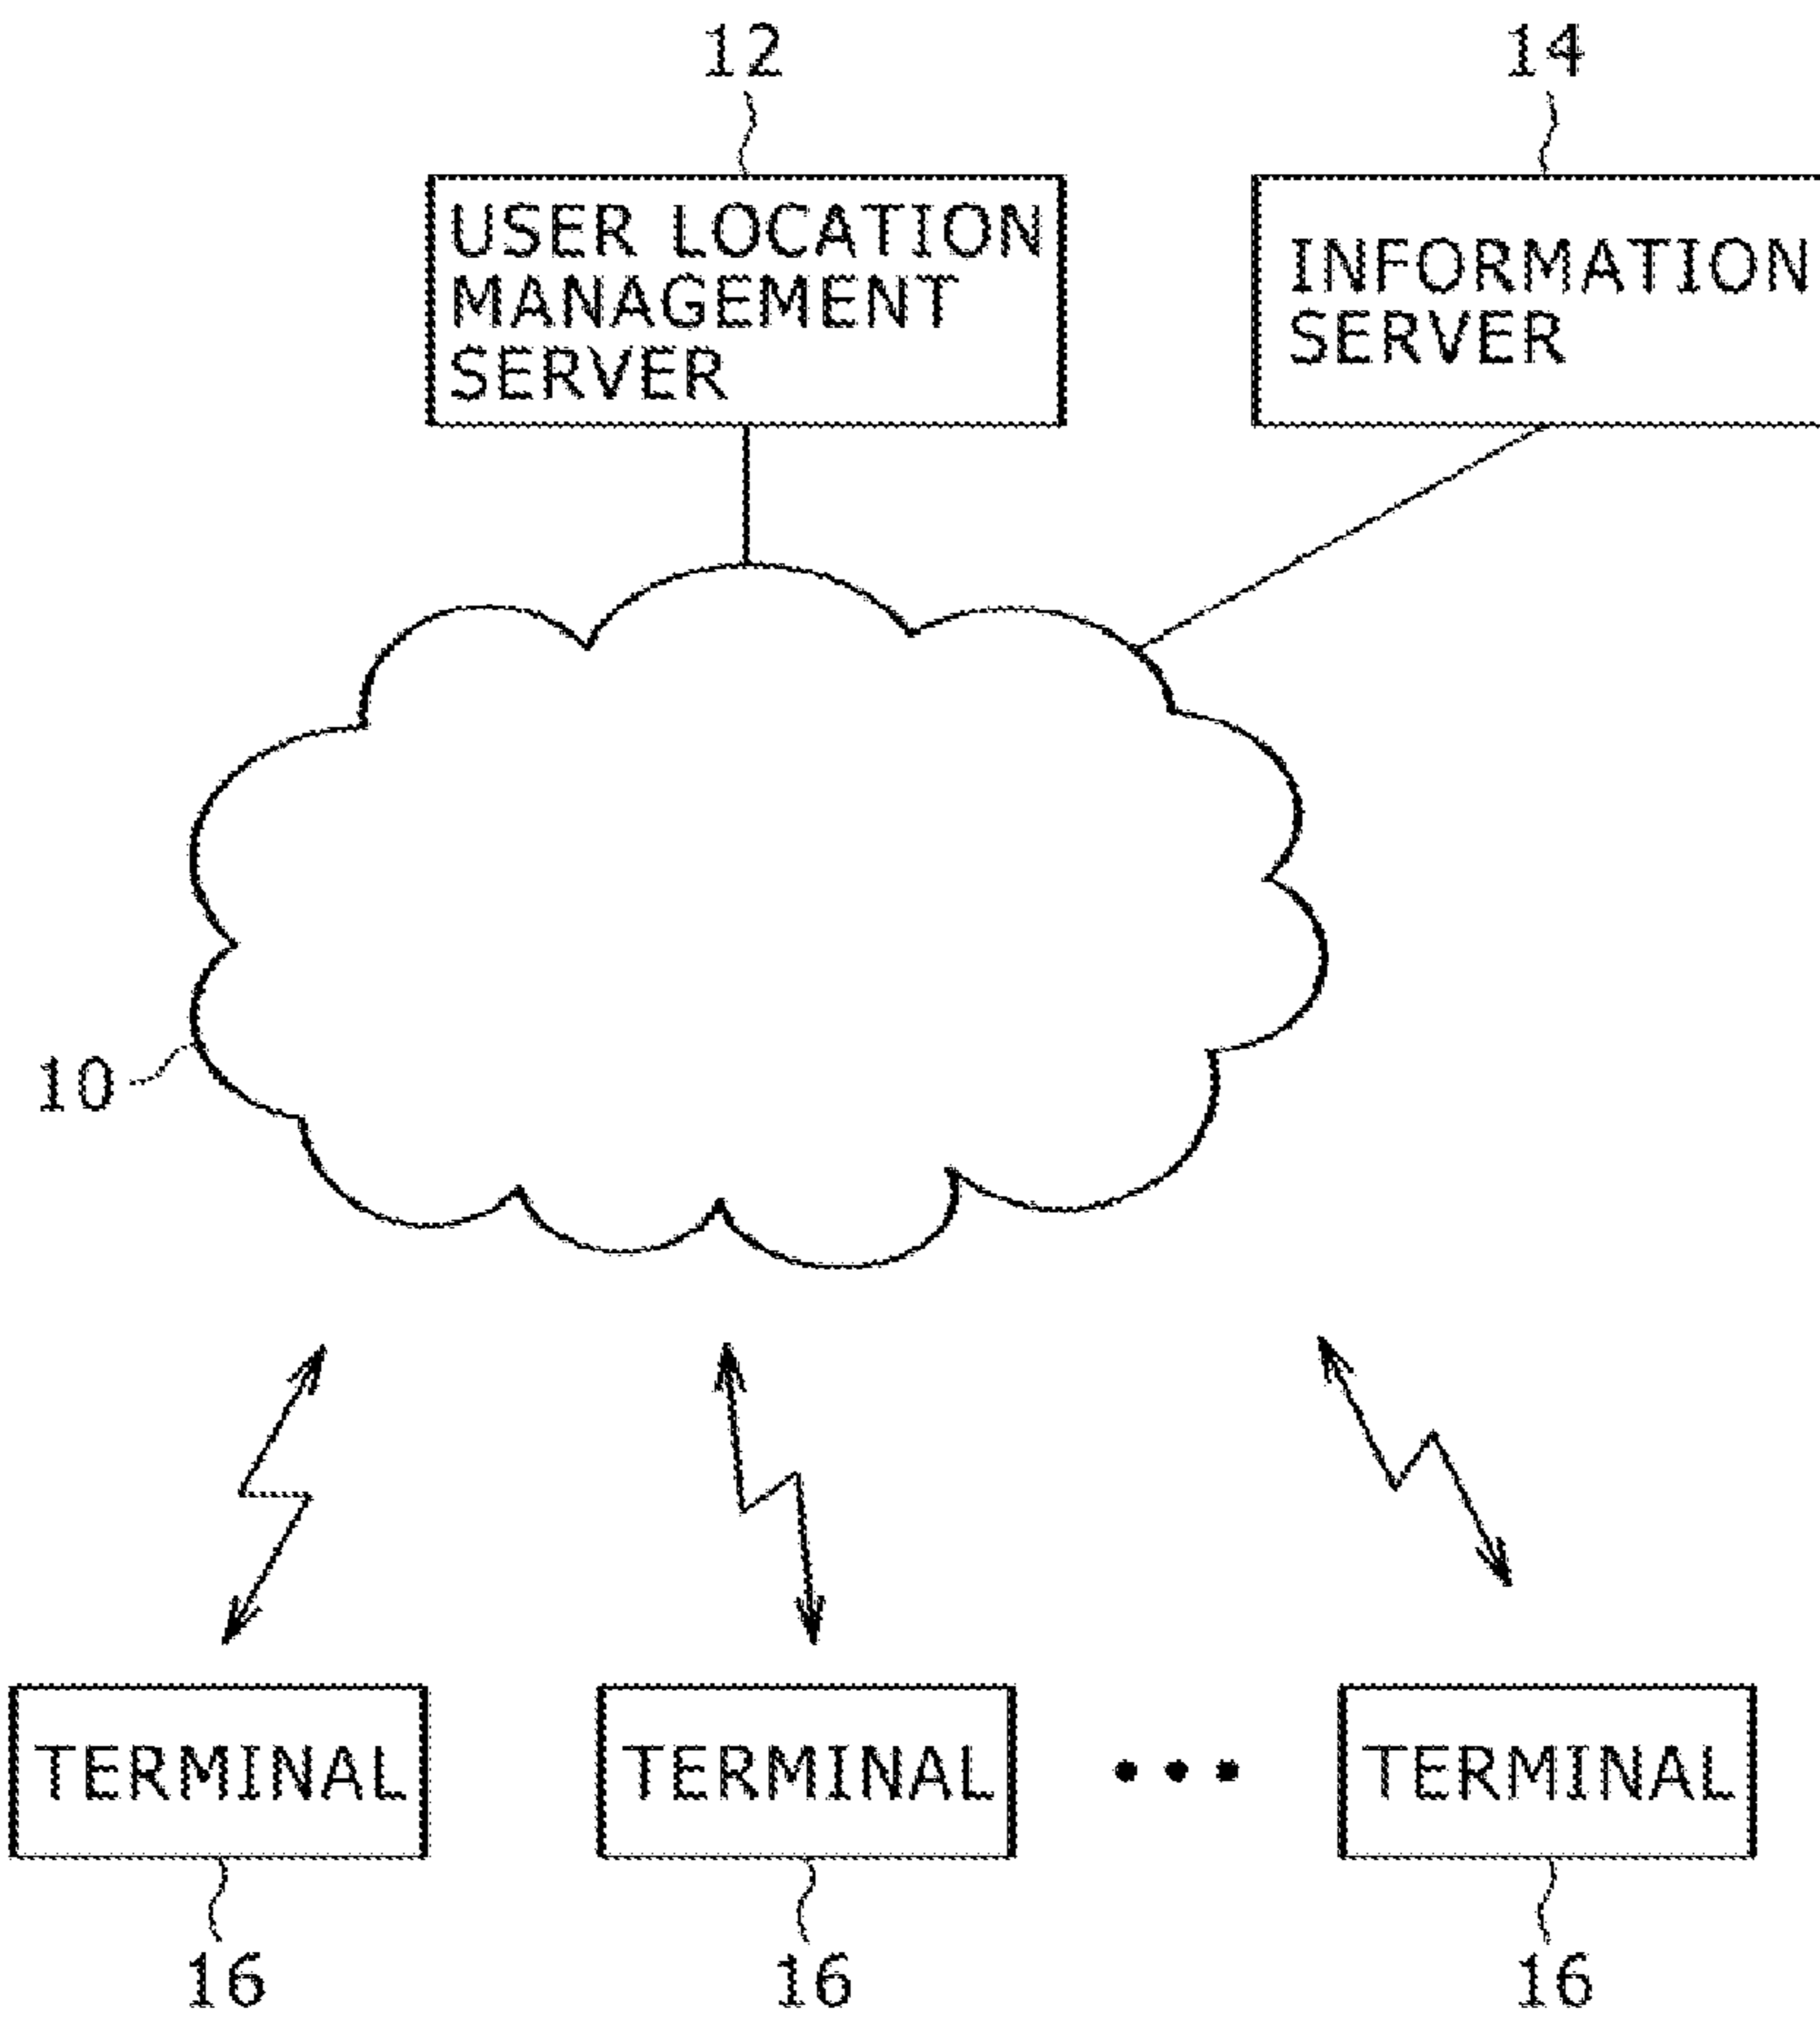 12
14
USER LOCATION
MANAGEMENT
SERVER
INFORMATION
SERVER
10
TERMINAL
TERMINAL
TERMINAL
16
16
16